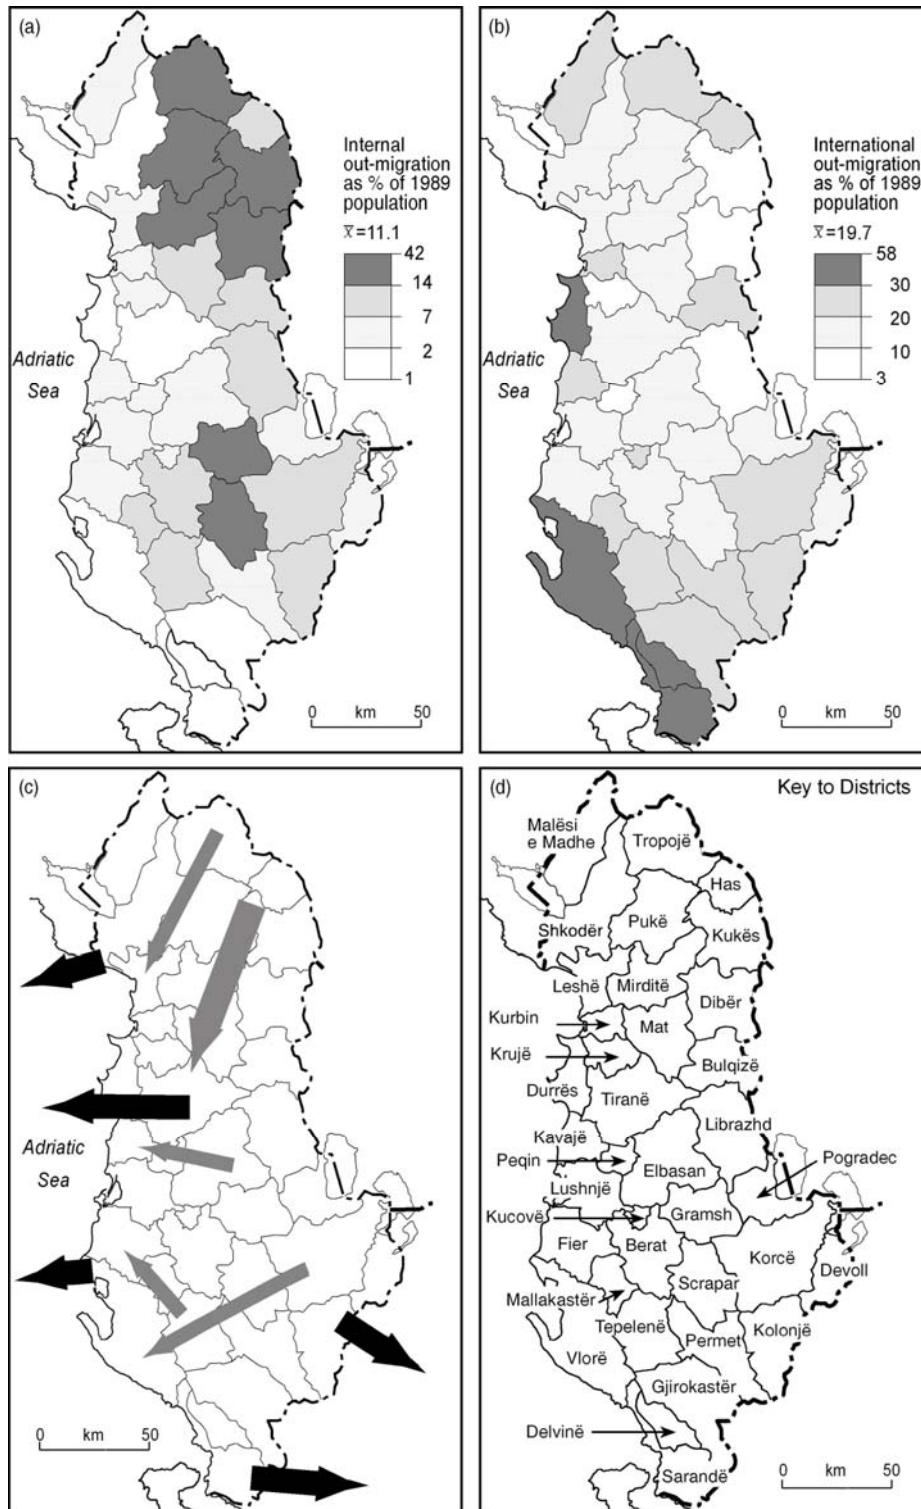 (a)
Internal
out-migration
as % of 1989
population
x̄=11.1
42
14
7
2
1
Adriatic
Sea
0 km 50
(b)
International
out-migration
as % of 1989
population
x̄=19.7
58
30
20
10
3
Adriatic
Sea
0 km 50
(c)
Adriatic
Sea
0 km 50
(d)
Key to Districts
Malësi
e Madhe
Tropojë
Has
Shkodër
Pukë
Kukës
Leshë
Mirditë
Dibër
Kurbin
Mat
Krujë
Bulqizë
Durrës
Tiranë
Librazhd
Kavajë
Peqin
Elbasan
Pogradec
Lushnjë
Kucovë
Gramsh
Fier
Berat
Korcë
Devoll
Scrapar
Mallakastër
Tepelenë
Permet
Kolonjë
Vlorë
Gjirokastër
Delvinë
Sarandë
0 km 50